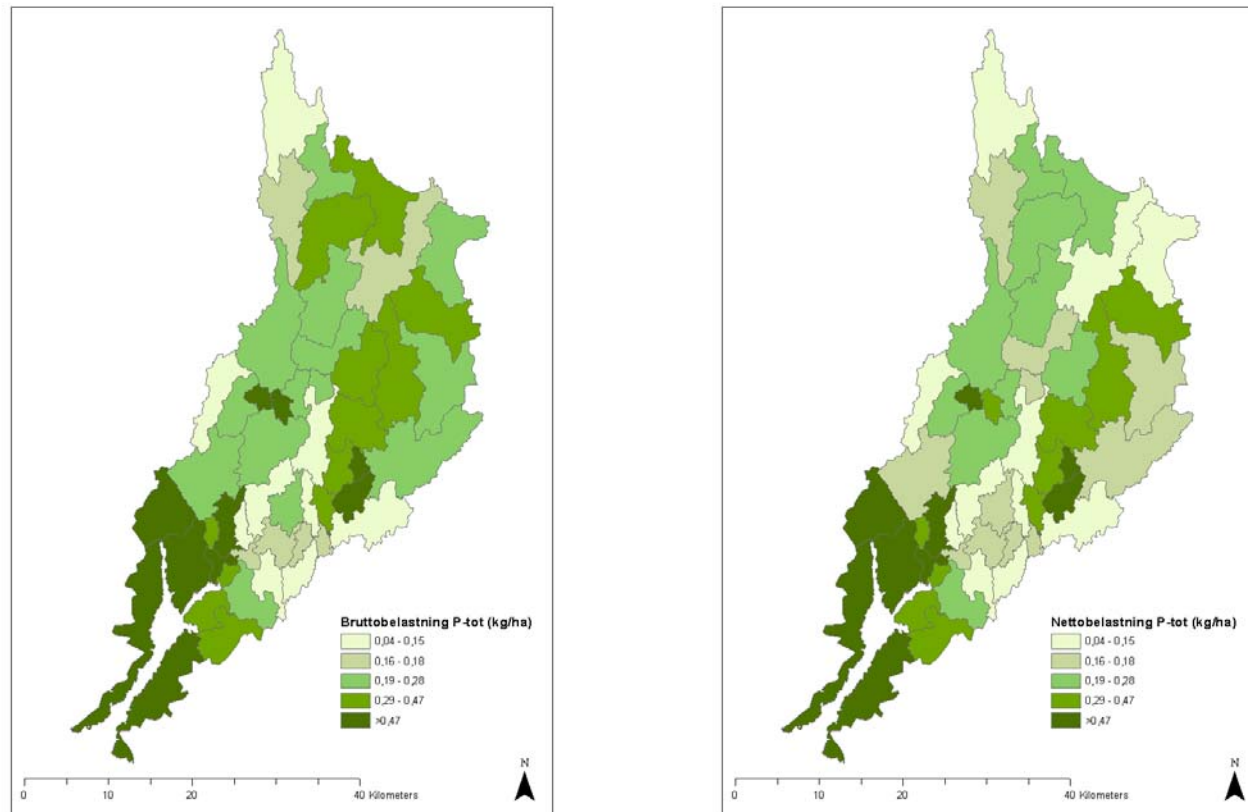 Bruttobelastning P-tot (kg/ha)
0,04 - 0,15
0,16 - 0,18
0,19 - 0,28
0,29 - 0,47
>0,47
N
0 10 20 40 Kilometers
Nettobelastning P-tot (kg/ha)
0,04 - 0,15
0,16 - 0,18
0,19 - 0,28
0,29 - 0,47
>0,47
N
0 10 20 40 Kilometers